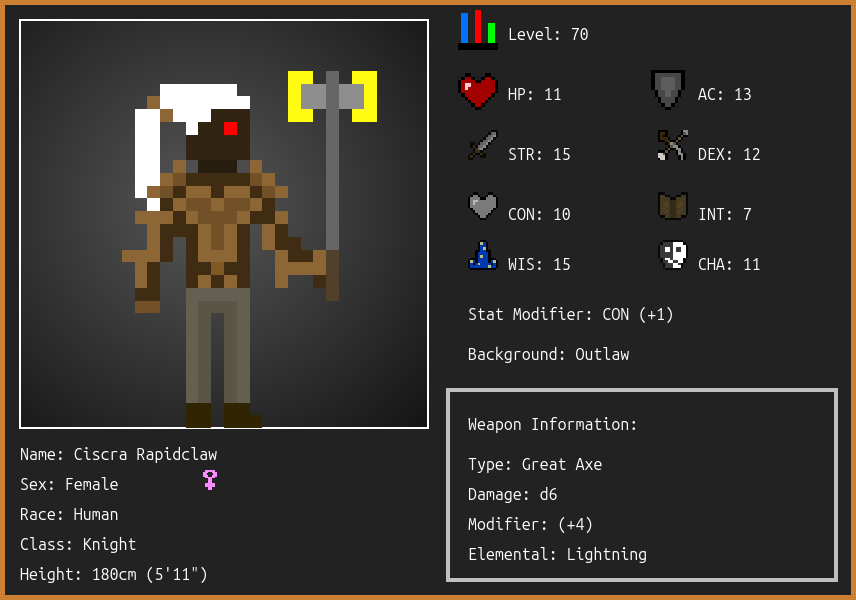 Level: 70
HP: 11
AC: 13
STR: 15
DEX: 12
CON: 10
INT: 7
WIS: 15
CHA: 11
Stat Modifier: CON (+1)
Background: Outlaw
Name: Ciscra Rapidclaw
Sex: Female
Race: Human
Class: Knight
Height: 180cm (5'11")
Weapon Information:
Type: Great Axe
Damage: d6
Modifier: (+4)
Elemental: Lightning